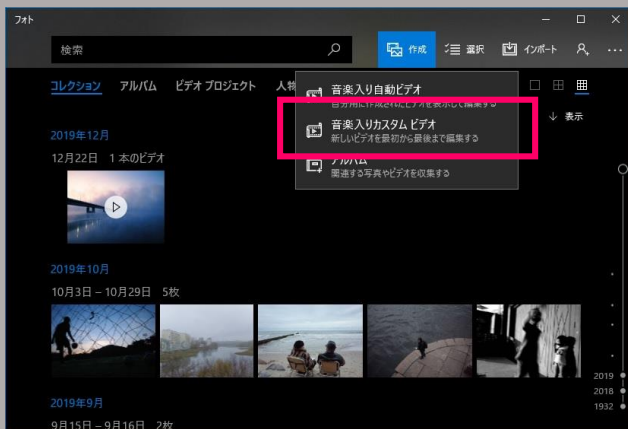 フォト
検索
作成 選択 インポート
コレクション アルバム ビデオ プロジェクト 人物
音楽入り自動ビデオ
自分用に作成されたビデオを表示して編集する
音楽入りカスタム ビデオ
新しいビデオを最初から最後まで編集する
アルバム
関連する写真やビデオを収集する
表示
2019年12月
12月22日 1 本のビデオ
2019年10月
10月3日 – 10月29日 5枚
2019
2018
1932
2019年9月
9月15日 – 9月16日 2枚